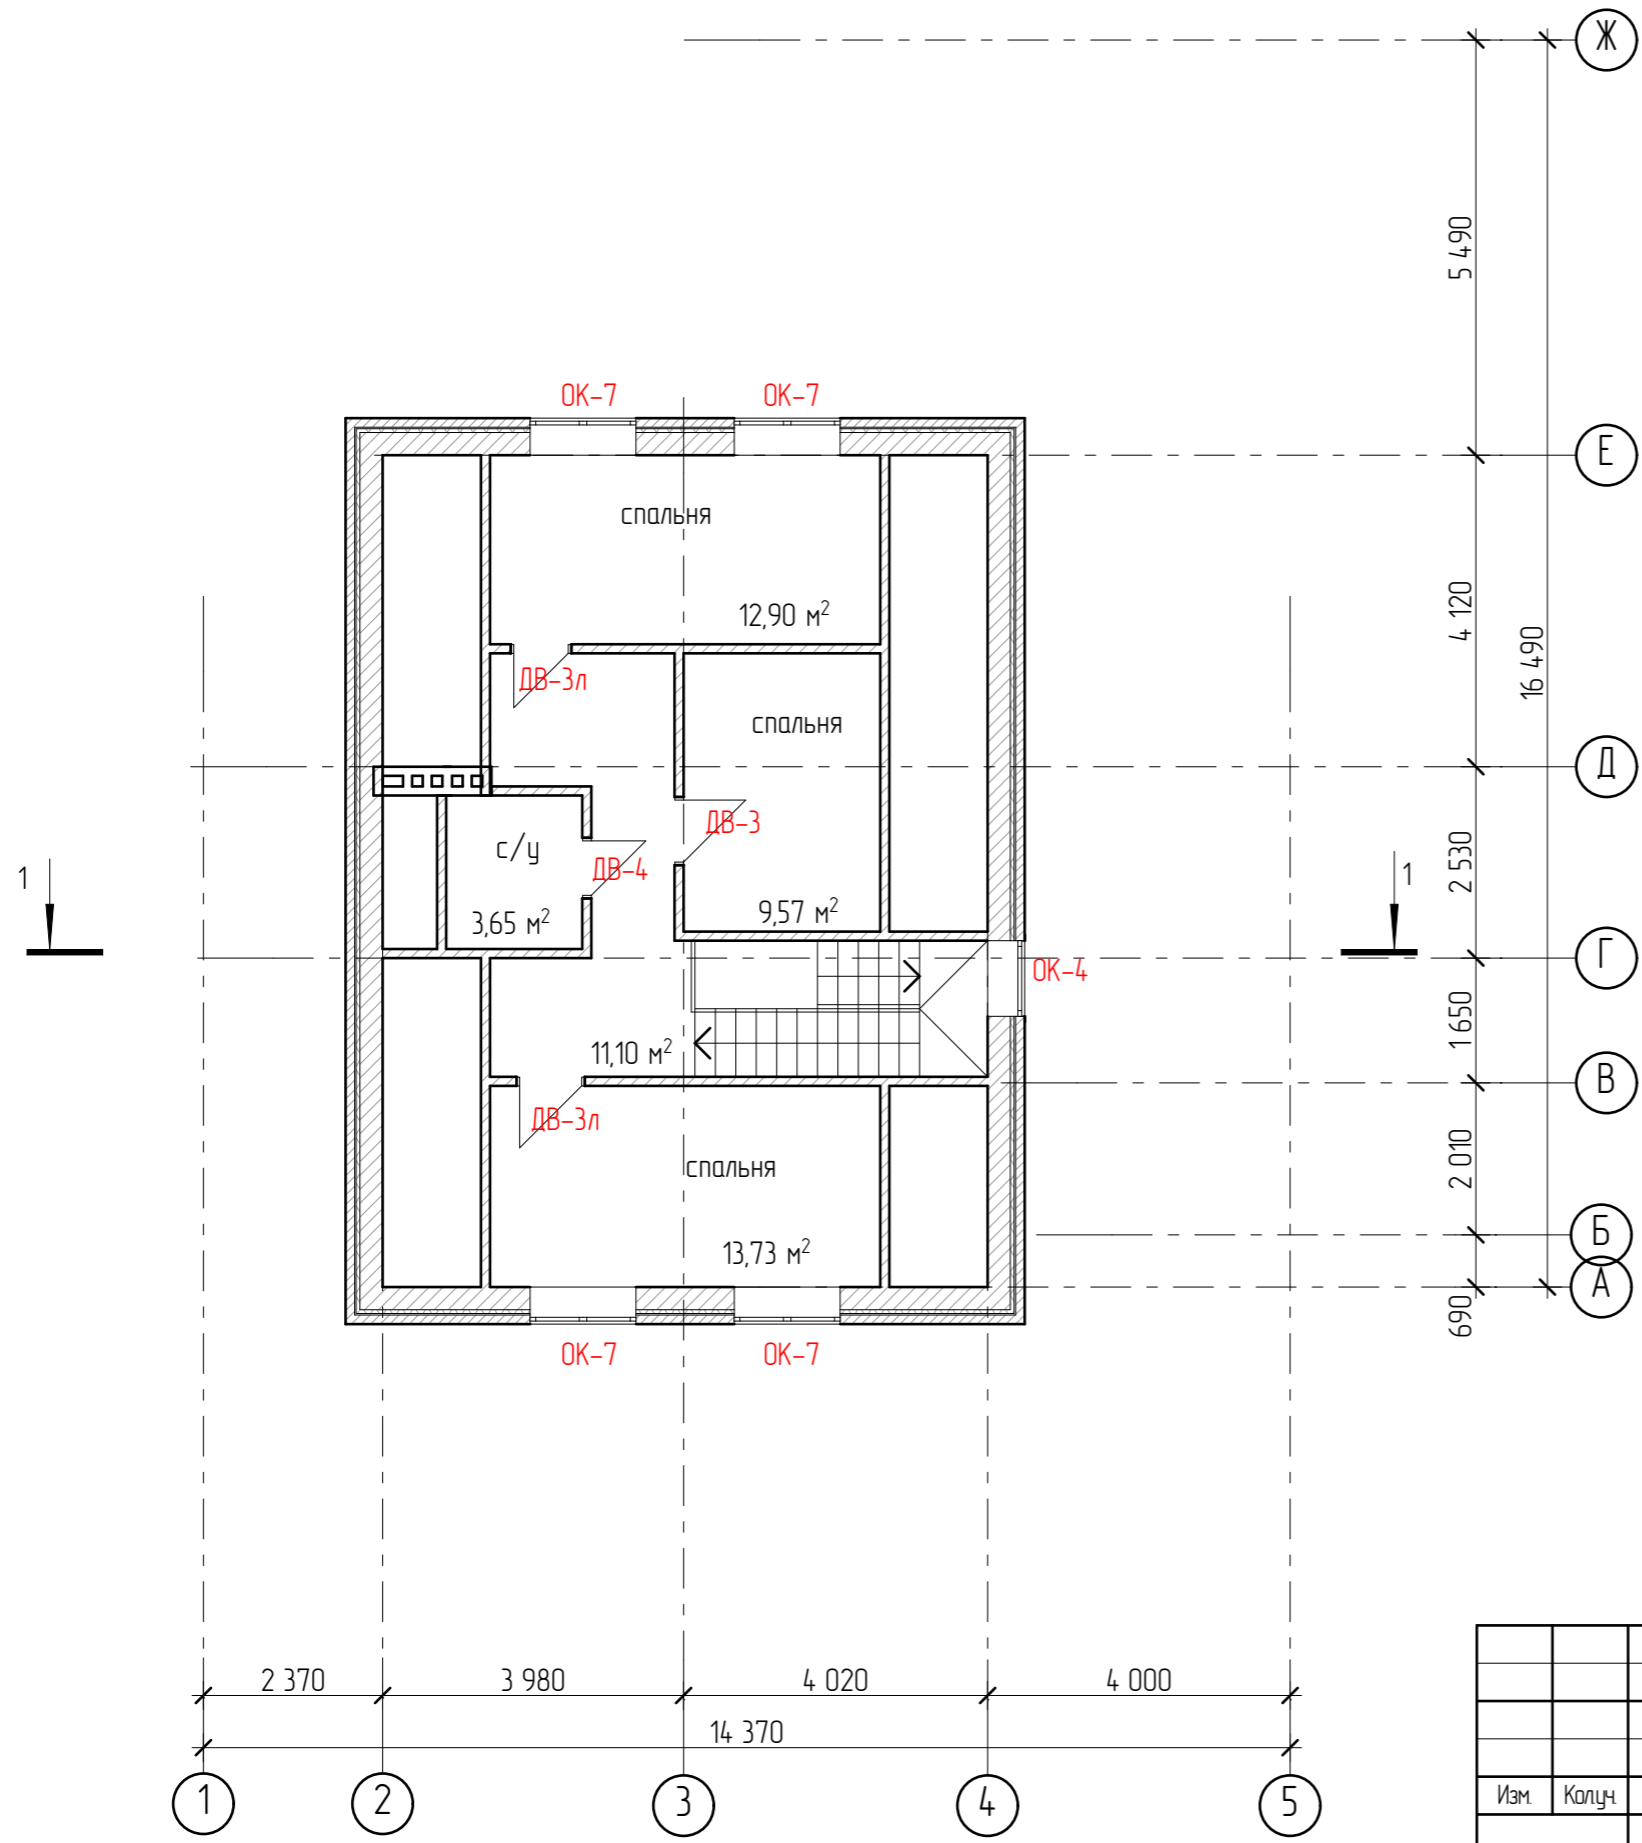 Ж
5 490
ОК-7 ОК-7
Е
спальня
12,90 м²
4 120
16 490
ДВ-3л
спальня
Д
ДВ-3
с/у
ДВ-4
2 530
1 1
3,65 м²
9,57 м²
Г
ОК-4
1 650
11,10 м²
В
ДВ-3л
спальня
2 010
13,73 м²
Б
А
690
ОК-7 ОК-7
2 370 3 980 4 020 4 000
14 370
1 2 3 4 5
Изм. Кол.уч.